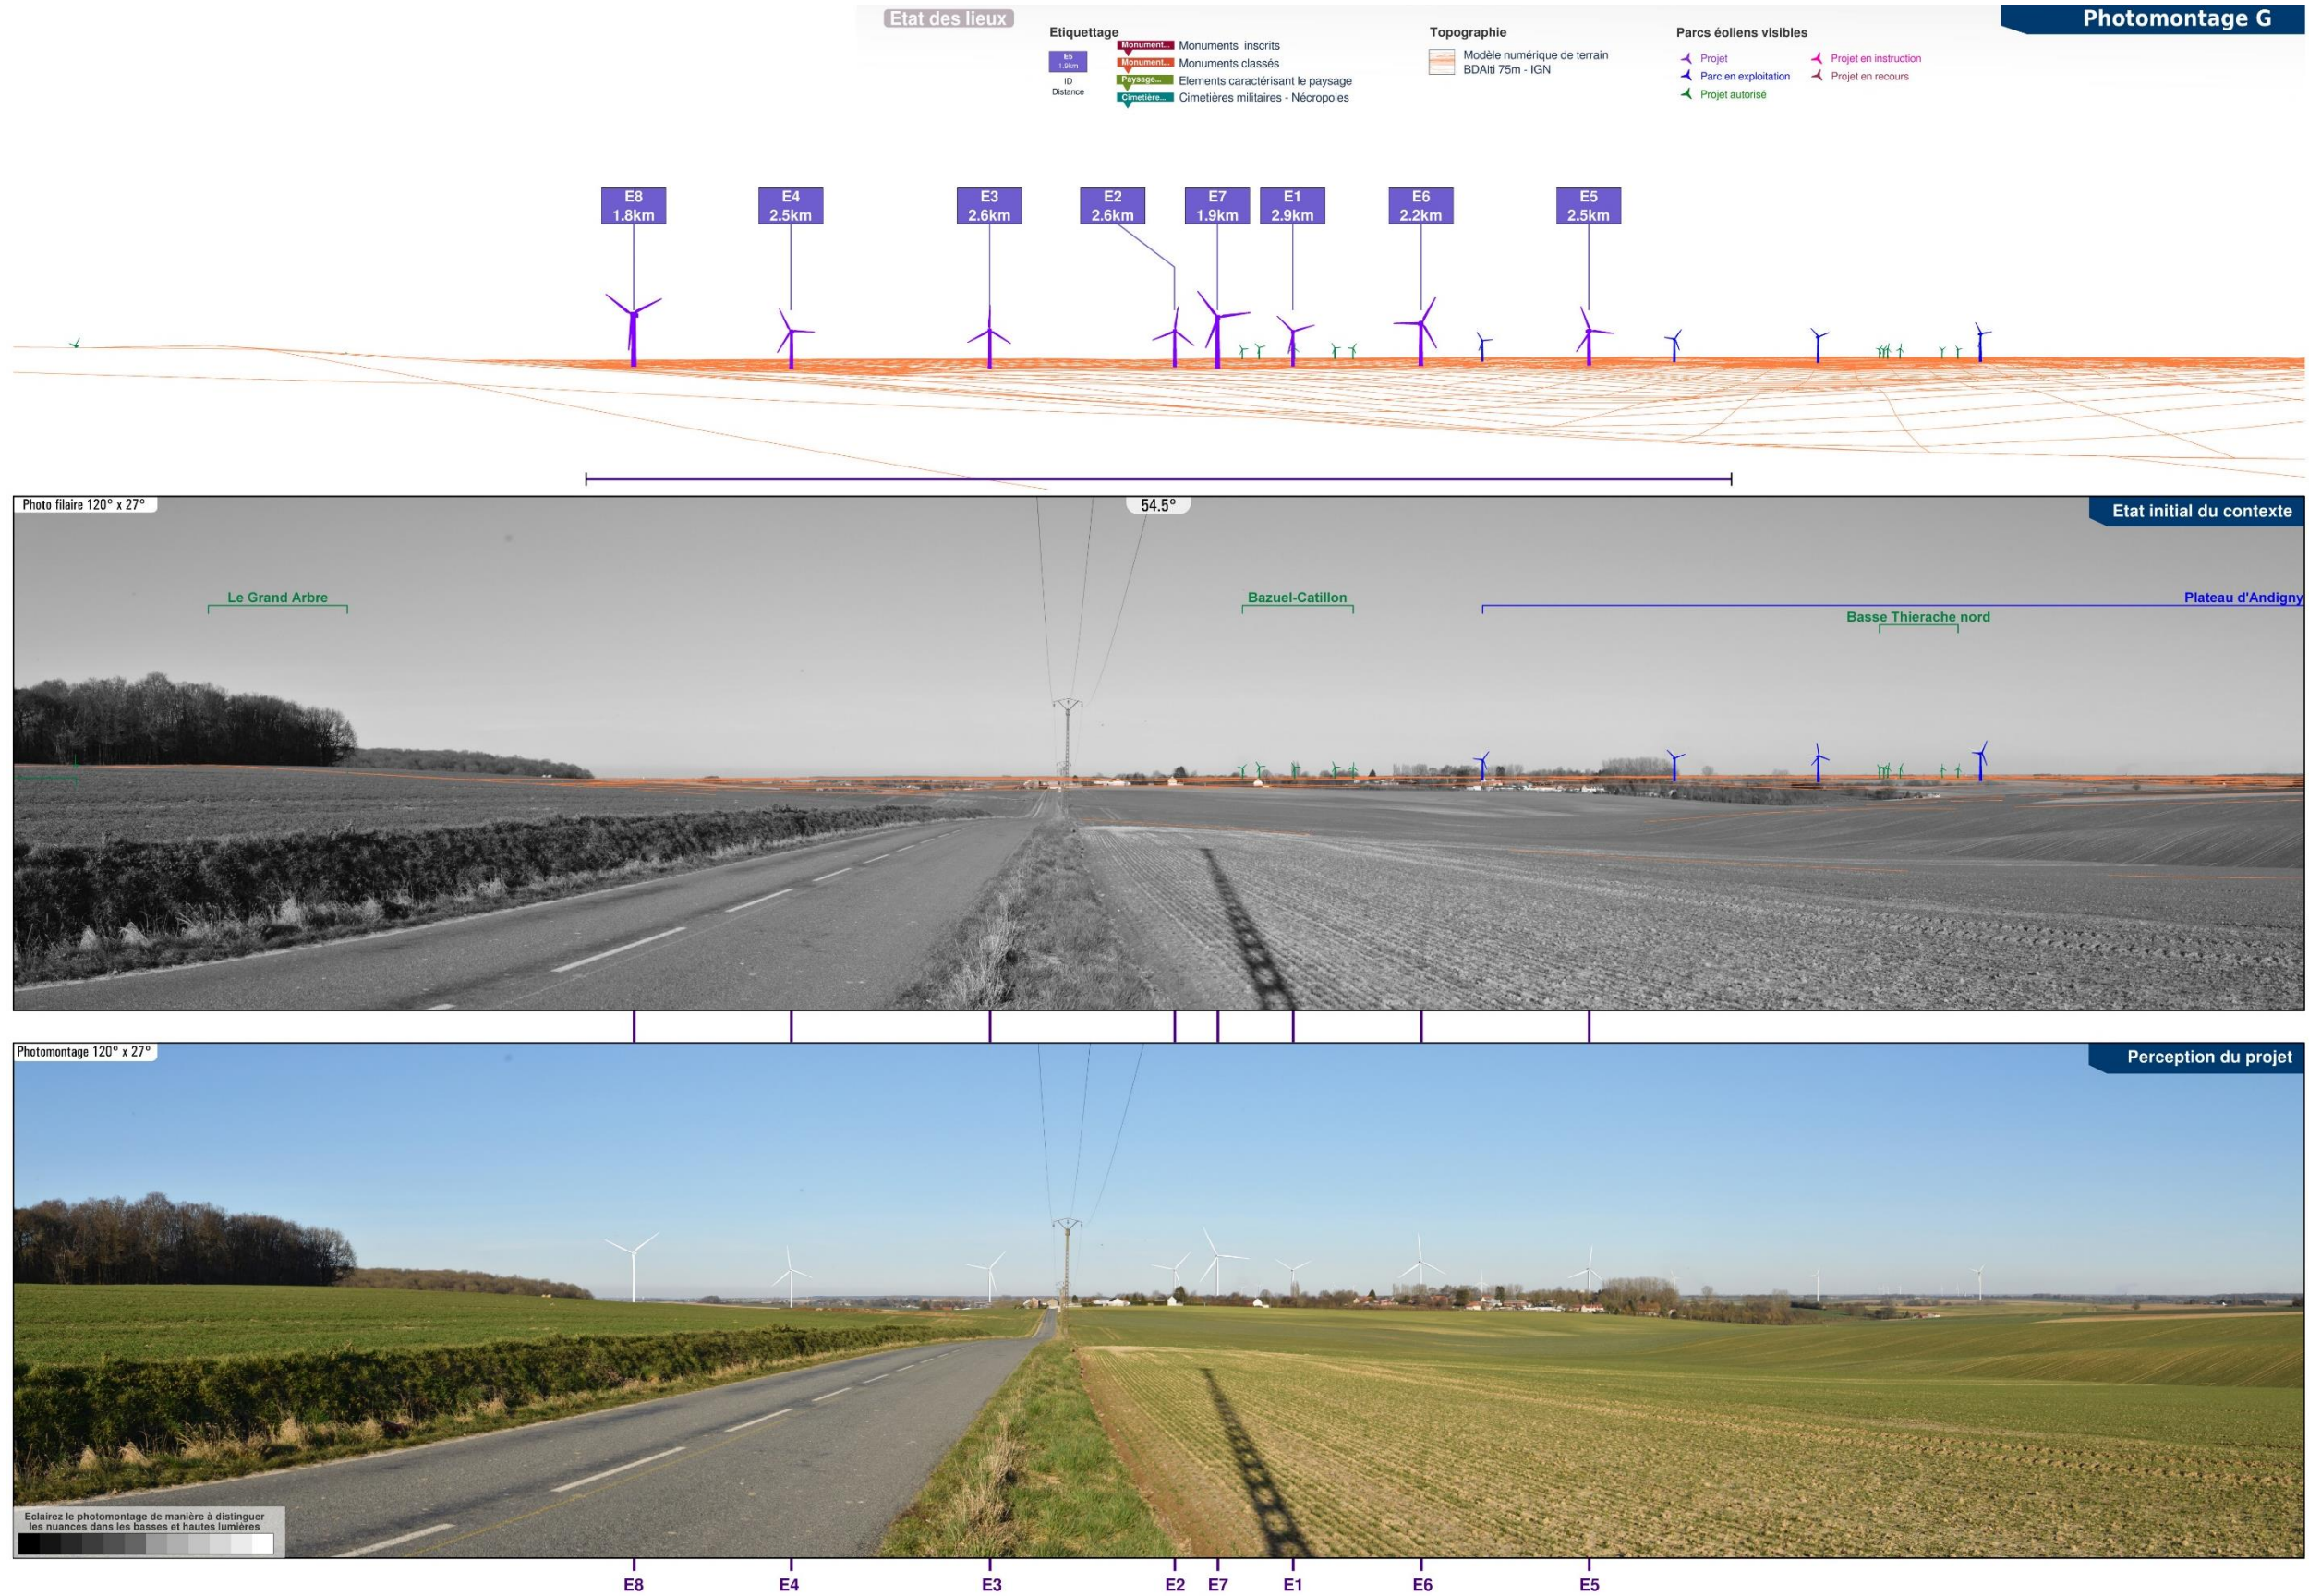 Etat des lieux
Photomontage G
Etiquettage
E5
1.9km
ID
Distance
Monument... Monuments inscrits
Monument... Monuments classés
Paysage... Elements caractérisant le paysage
Cimetière... Cimetières militaires - Nécropoles
Topographie
Modèle numérique de terrain
BDAlti 75m - IGN
Parcs éoliens visibles
Projet
Parc en exploitation
Projet autorisé
Projet en instruction
Projet en recours
E8
1.8km
E4
2.5km
E3
2.6km
E2
2.6km
E7
1.9km
E1
2.9km
E6
2.2km
E5
2.5km
Photo filaire 120° x 27°
54.5°
Etat initial du contexte
Le Grand Arbre
Bazuel-Catillon
Plateau d'Andigny
Basse Thierache nord
Photomontage 120° x 27°
Perception du projet
Eclairez le photomontage de manière à distinguer
les nuances dans les basses et hautes lumières
E8 E4 E3 E2 E7 E1 E6 E5